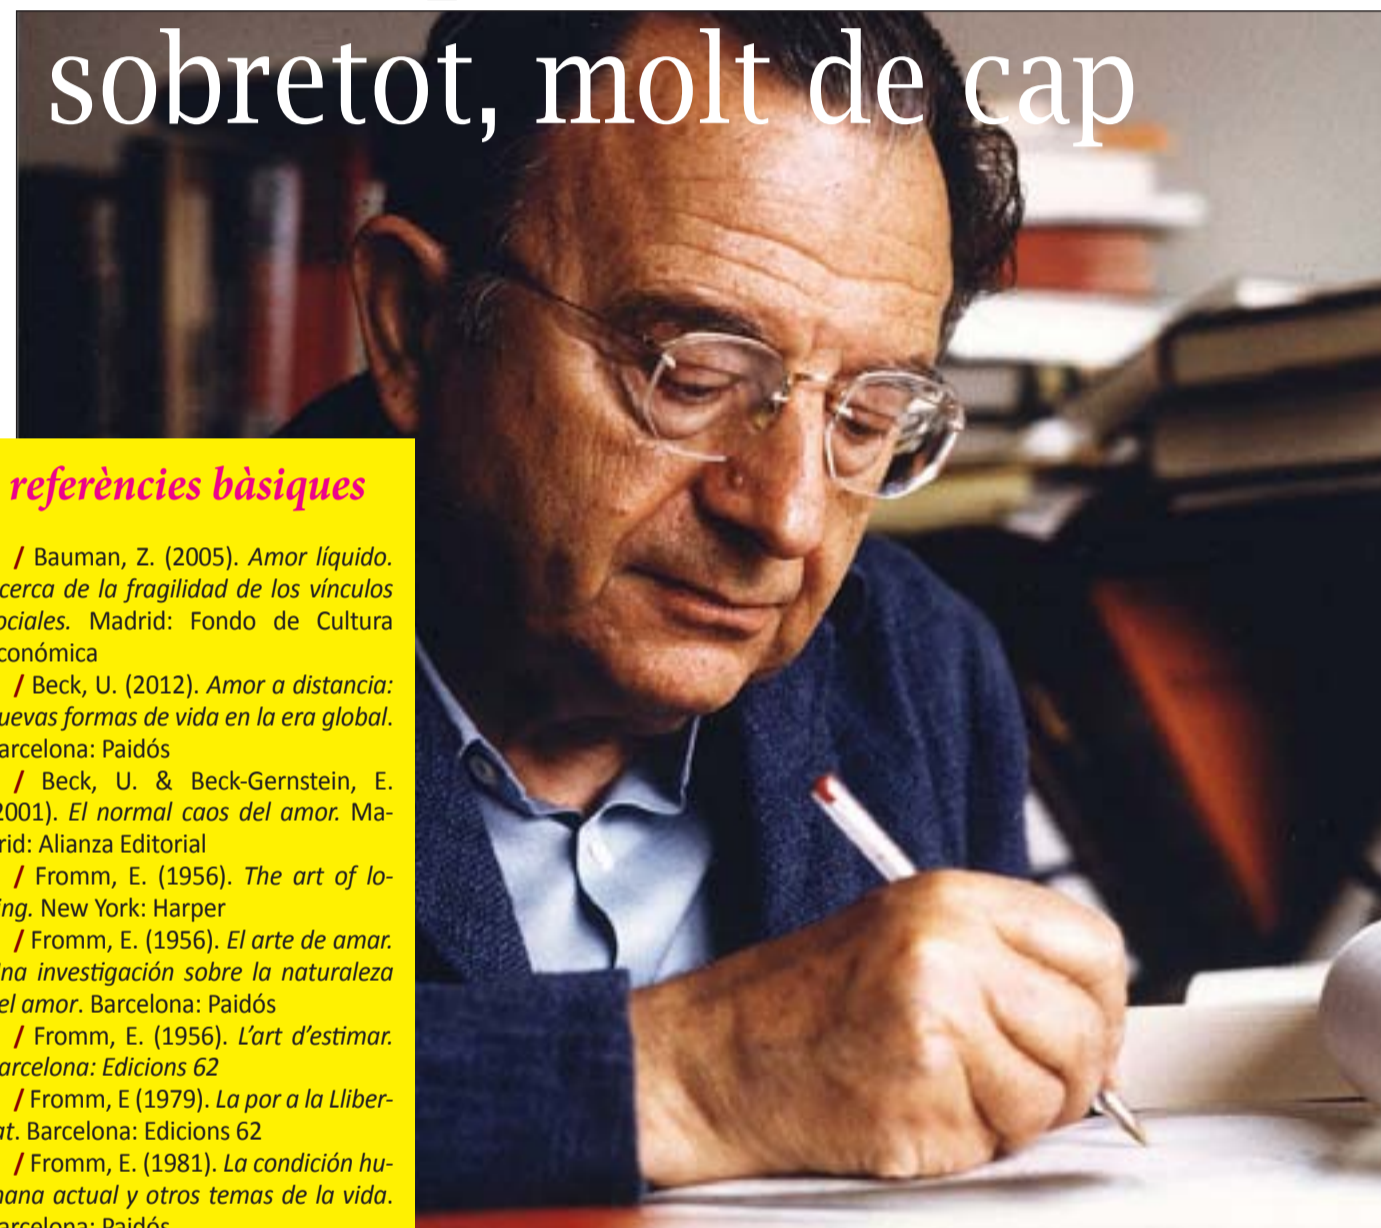 sobretot, molt de cap
referències bàsiques
/ Bauman, Z. (2005). Amor líquido.
cerca de la fragilidad de los vínculos
ociales. Madrid: Fondo de Cultura
conómica
/ Beck, U. (2012). Amor a distancia:
uevas formas de vida en la era global.
arcelona: Paidós
/ Beck, U. & Beck-Gernstein, E.
2001). El normal caos del amor. Ma-
rid: Alianza Editorial
/ Fromm, E. (1956). The art of lo-
ing. New York: Harper
/ Fromm, E. (1956). El arte de amar.
na investigación sobre la naturaleza
el amor. Barcelona: Paidós
/ Fromm, E. (1956). L’art d’estimar.
arcelona: Edicions 62
/ Fromm, E (1979). La por a la Lliber-
at. Barcelona: Edicions 62
/ Fromm, E. (1981). La condición hu-
mana actual y otros temas de la vida.
arcelona: Paidós